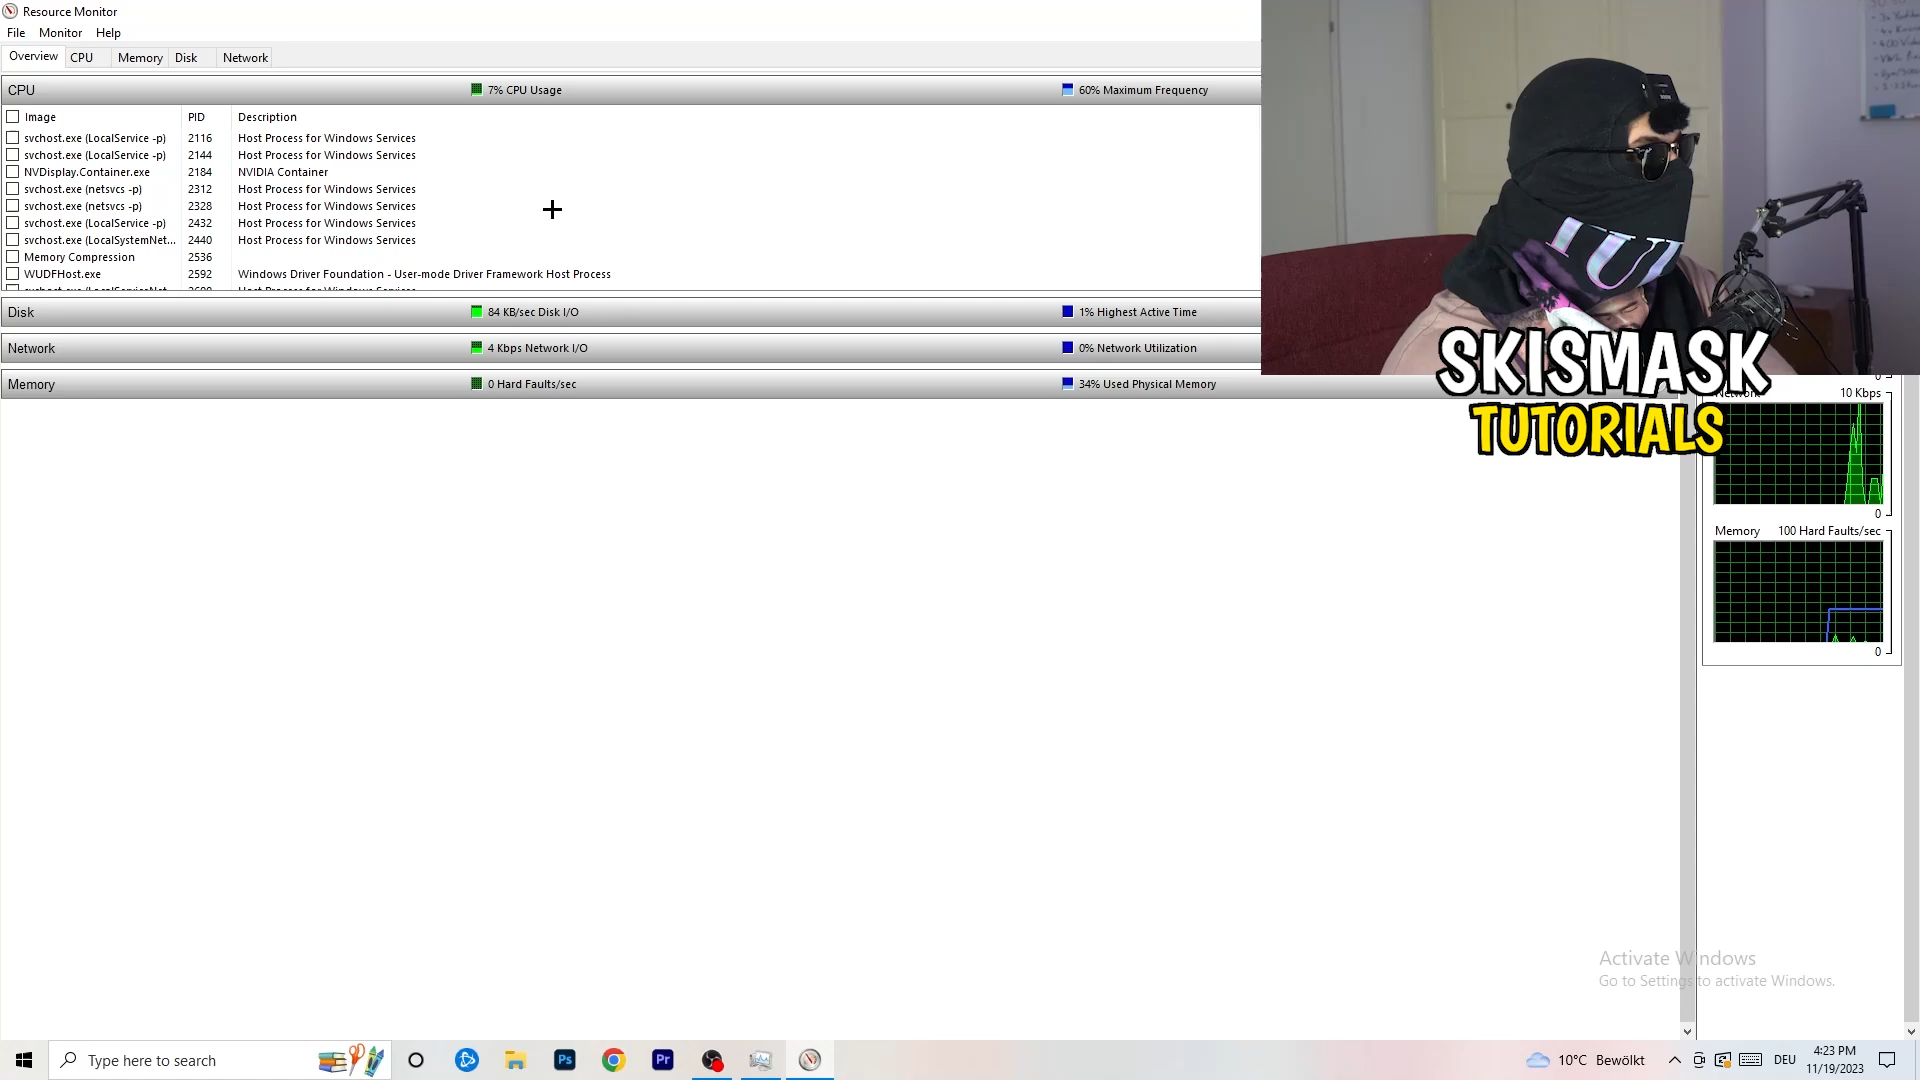 Resource Monitor
File Monitor Help
Overview CPU Memory Disk Network
CPU 7% CPU Usage 60% Maximum Frequency
Image PID Description
svchost.exe (LocalService -p) 2116 Host Process for Windows Services
svchost.exe (LocalService -p) 2144 Host Process for Windows Services
NVDisplay.Container.exe 2184 NVIDIA Container
svchost.exe (netsvcs -p) 2312 Host Process for Windows Services
svchost.exe (netsvcs -p) 2328 Host Process for Windows Services
svchost.exe (LocalService -p) 2432 Host Process for Windows Services
svchost.exe (LocalSystemNet... 2440 Host Process for Windows Services
Memory Compression 2536
WUDFHost.exe 2592 Windows Driver Foundation - User-mode Driver Framework Host Process
Disk 84 KB/sec Disk I/O 1% Highest Active Time
Network 4 Kbps Network I/O 0% Network Utilization
Memory 0 Hard Faults/sec 34% Used Physical Memory
SKISMASK
TUTORIALS
Network 10 Kbps
0
Memory 100 Hard Faults/sec
0
Activate Windows
Go to Settings to activate Windows.
Type here to search
Ps
Pr
10°C Bewölkt
DEU
4:23 PM
11/19/2023